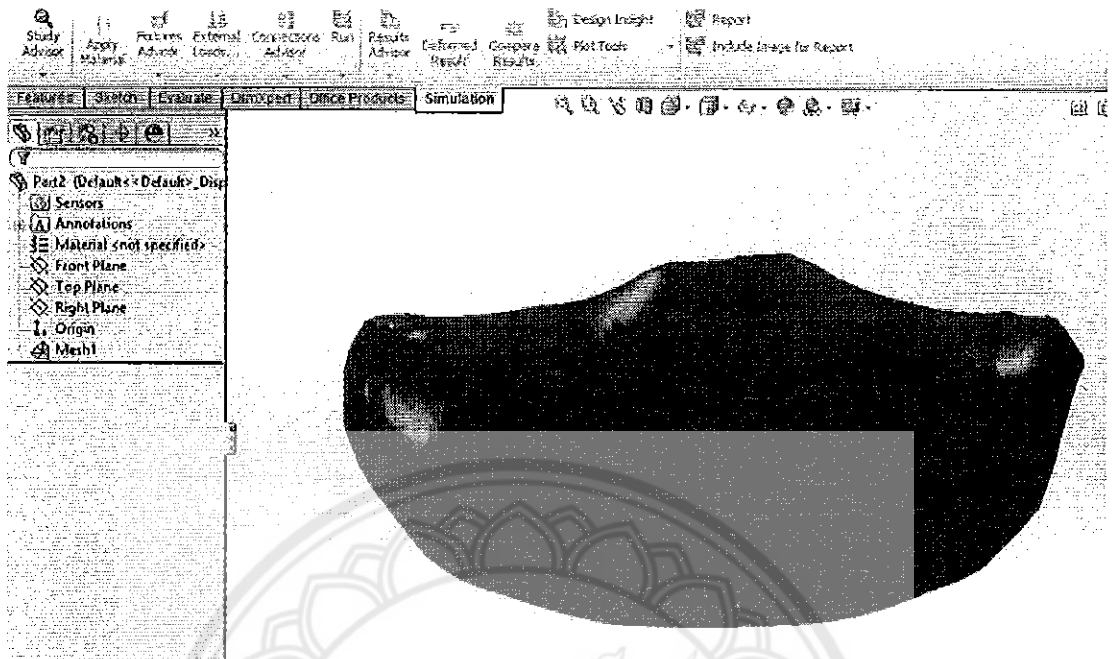 Study Advisor
Apply Material
Fixtures Advisor
External Loads...
Connections Advisor
Run
Results Advisor
Deformed Result
Compare Results
Design Insight
Plot Tools
Report
Include Image for Report
Features
Sketch
Evaluate
DimXpert
Office Products
Simulation
Part2 (Default<<Default>_Disp
Sensors
Annotations
Material <not specified>
Front Plane
Top Plane
Right Plane
Origin
Mesh1